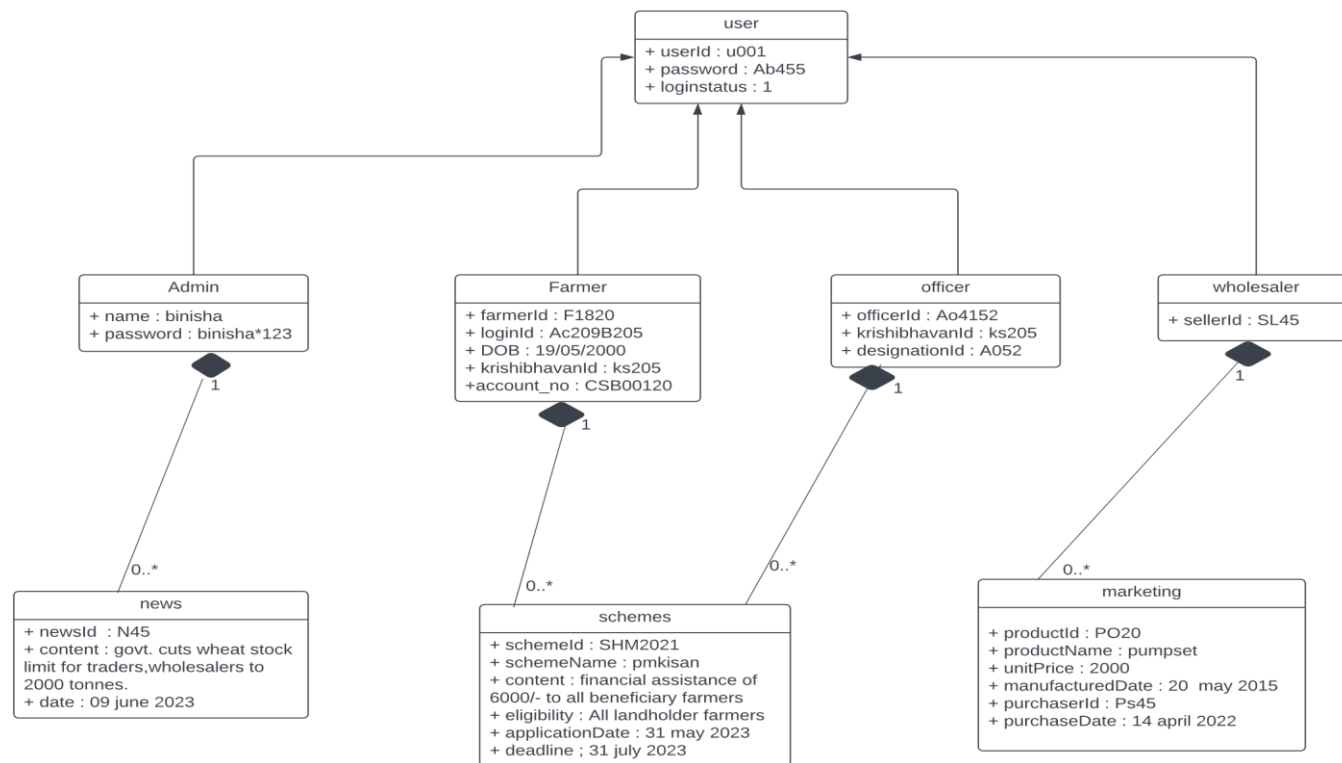 user
+ userId : u001
+ password : Ab455
+ loginstatus : 1
Admin
+ name : binisha
+ password : binisha*123
1
Farmer
+ farmerId : F1820
+ loginId : Ac209B205
+ DOB : 19/05/2000
+ krishibhavanId : ks205
+account_no : CSB00120
1
officer
+ officerId : Ao4152
+ krishibhavanId : ks205
+ designationId : A052
1
wholesaler
+ sellerId : SL45
1
0..*
news
+ newsId : N45
+ content : govt. cuts wheat stock
limit for traders,wholesalers to
2000 tonnes.
+ date : 09 june 2023
0..*
0..*
schemes
+ schemeId : SHM2021
+ schemeName : pmkisan
+ content : financial assistance of
6000/- to all beneficiary farmers
+ eligibility : All landholder farmers
+ applicationDate : 31 may 2023
+ deadline ; 31 july 2023
0..*
marketing
+ productId : PO20
+ productName : pumpset
+ unitPrice : 2000
+ manufacturedDate : 20 may 2015
+ purchaserId : Ps45
+ purchaseDate : 14 april 2022